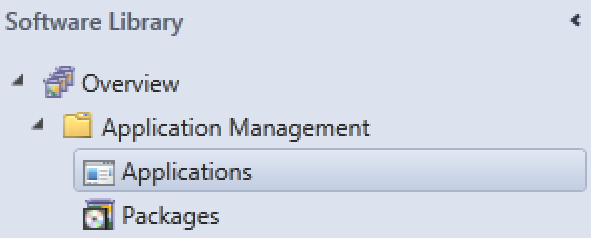 Software Library
Overview
Application Management
Applications
Packages